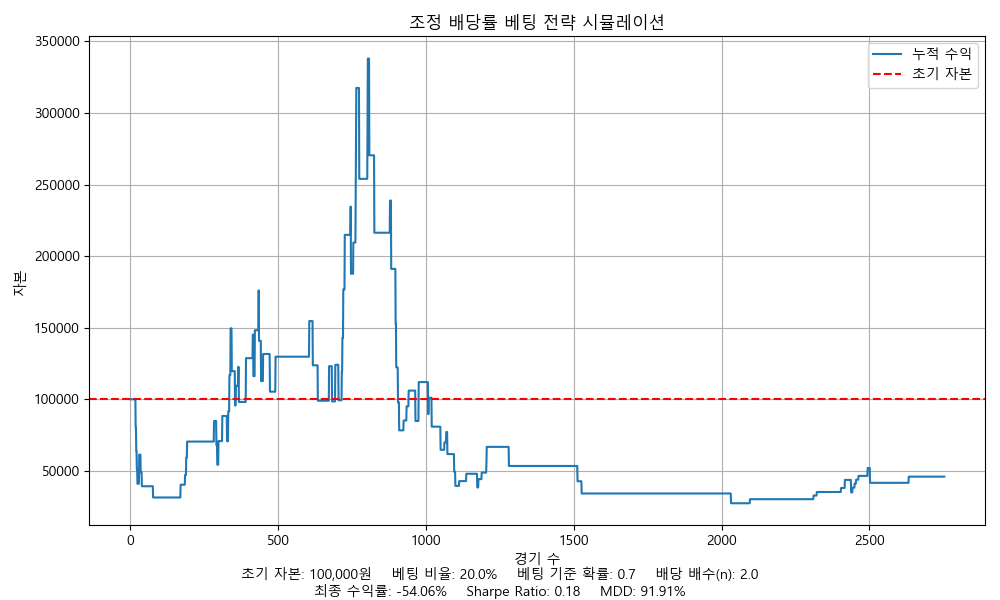 조정 배당률 베팅 전략 시뮬레이션
350000
300000
250000
200000
150000
100000
50000
자본
누적 수익
초기 자본
0 500 1000 1500 2000 2500
경기 수
초기 자본: 100,000원 베팅 비율: 20.0% 베팅 기준 확률: 0.7 배당 배수(n): 2.0
최종 수익률: -54.06% Sharpe Ratio: 0.18 MDD: 91.91%